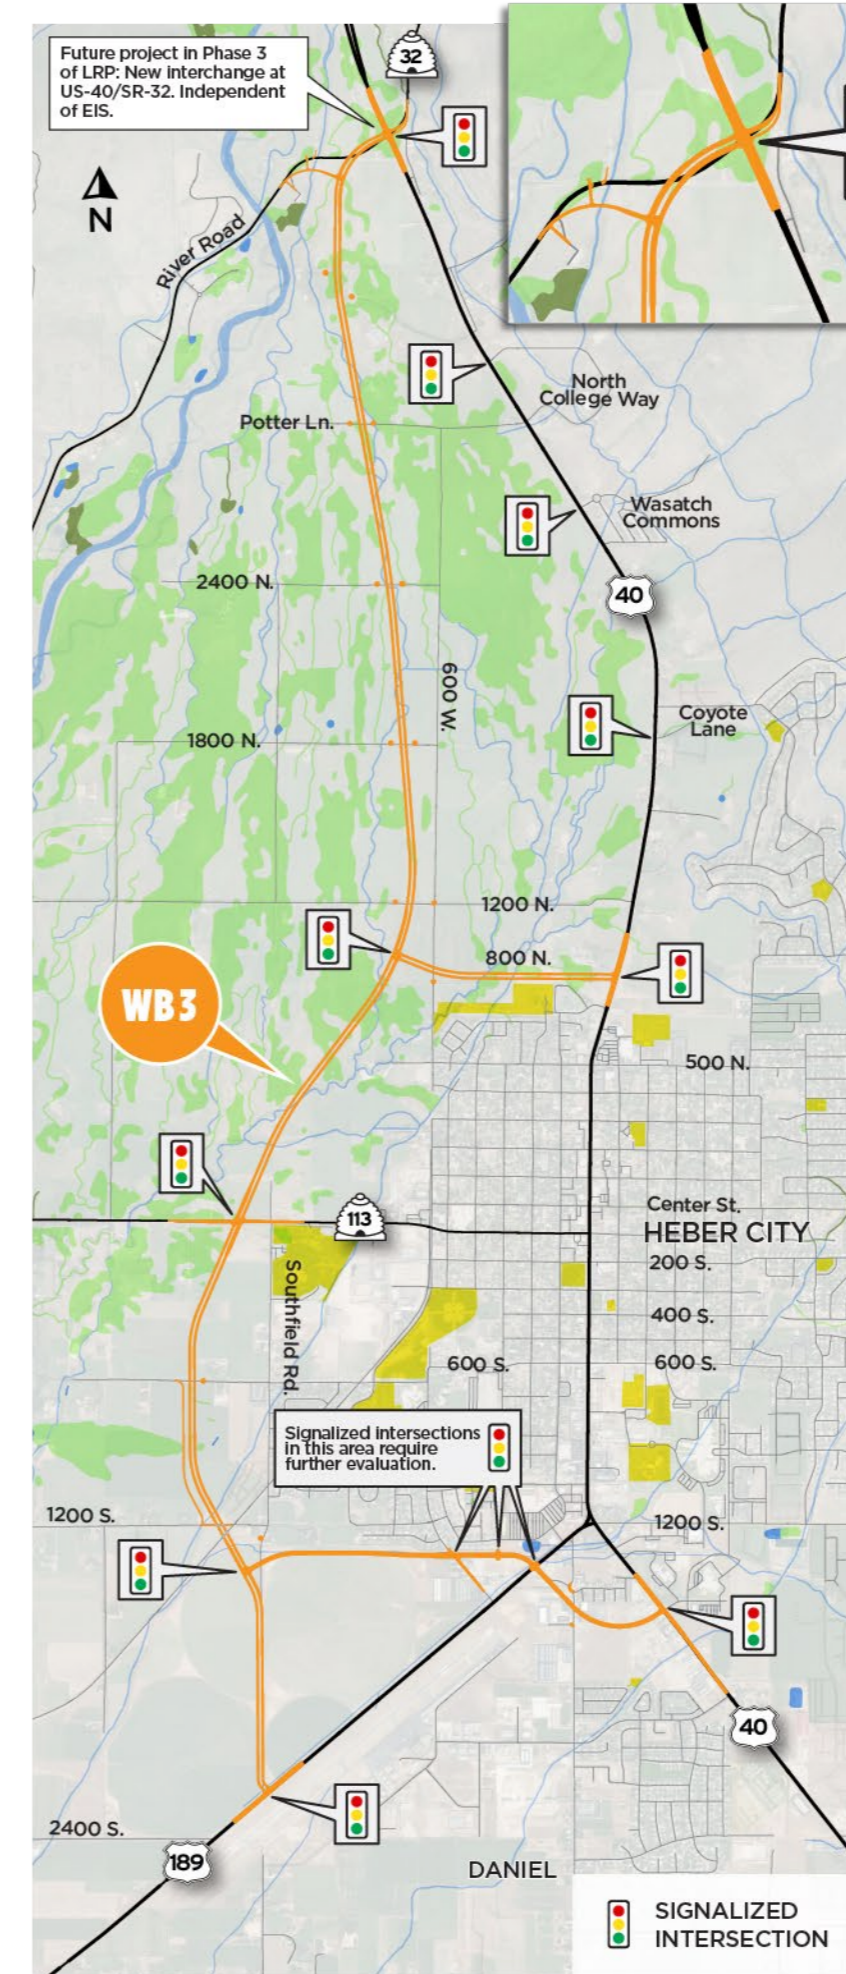 Future project in Phase 3
of LRP: New interchange at
US-40/SR-32. Independent
of EIS.
32
N
River Road
North
College Way
Potter Ln.
Wasatch
Commons
2400 N.
40
600 W.
Coyote
Lane
1800 N.
1200 N.
800 N.
WB3
500 N.
Center St.
113
HEBER CITY
200 S.
Southfield Rd.
400 S.
600 S.
600 S.
Signalized intersections
in this area require
further evaluation.
1200 S.
1200 S.
40
2400 S.
189
DANIEL
SIGNALIZED
INTERSECTION